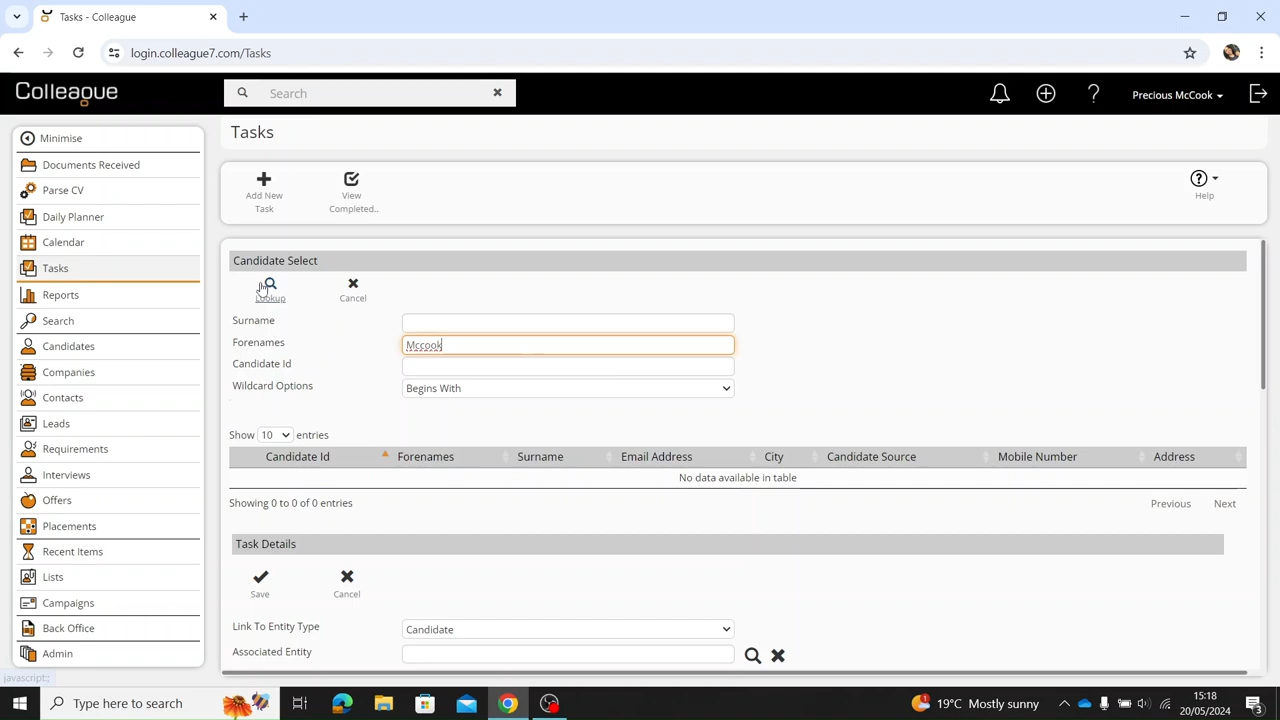 Tasks - Colleague
login.colleague7.com/Tasks
Colleague
Search
Precious McCook
Minimise
Documents Received
Parse CV
Daily Planner
Calendar
Tasks
Reports
Search
Candidates
Companies
Contacts
Leads
Requirements
Interviews
Offers
Placements
Recent Items
Lists
Campaigns
Back Office
Admin
javascript:;
Tasks
Add New
Task
View
Completed..
Help
Candidate Select
Lookup
Cancel
Surname
Forenames Mccook
Candidate Id
Wildcard Options Begins With
Show 10 entries
Candidate Id Forenames Surname Email Address City Candidate Source Mobile Number Address
No data available in table
Showing 0 to 0 of 0 entries Previous Next
Task Details
Save Cancel
Link To Entity Type Candidate
Associated Entity
Type here to search
19°C Mostly sunny
15:18
20/05/2024
3